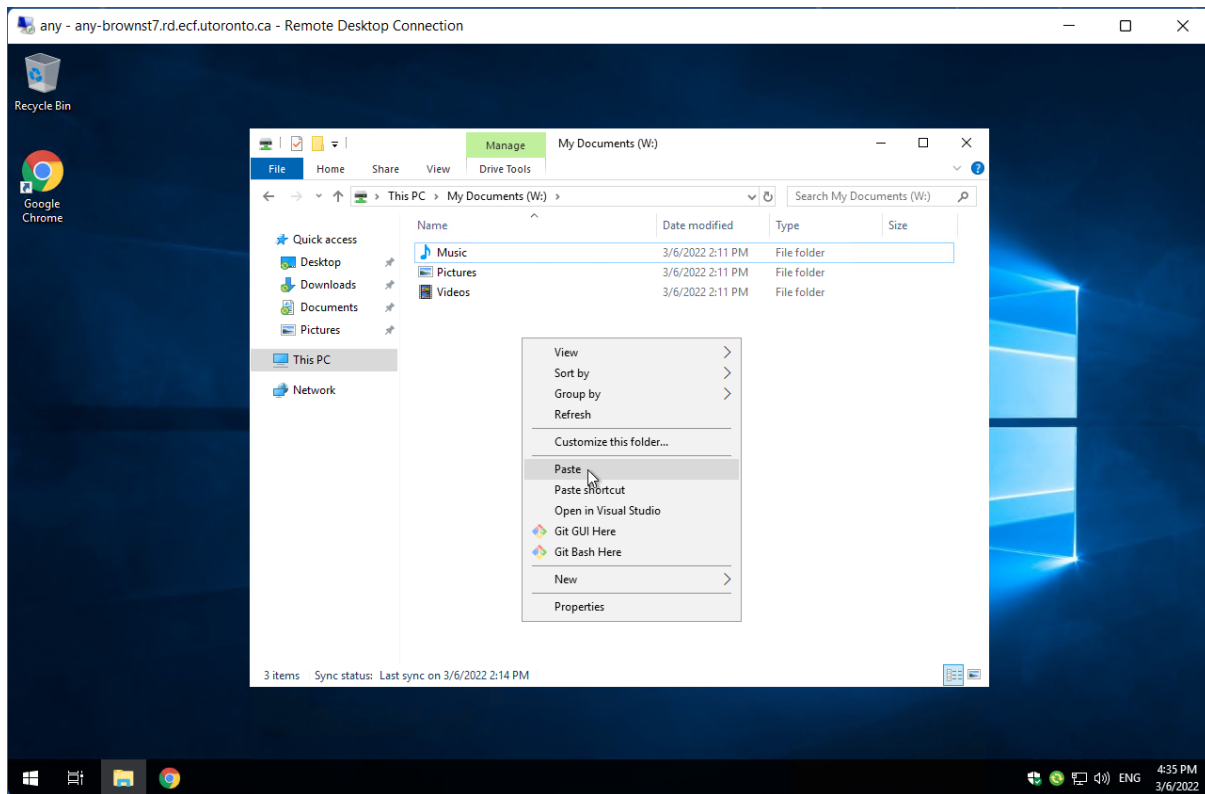 any - any-brownst7.rd.ecf.utoronto.ca - Remote Desktop Connection
Recycle Bin
Google
Chrome
Manage My Documents (W:)
File Home Share View Drive Tools
This PC > My Documents (W:) >
Search My Documents (W:)
Name Date modified Type Size
Quick access
Desktop
Downloads
Documents
Pictures
This PC
Network
Music 3/6/2022 2:11 PM File folder
Pictures 3/6/2022 2:11 PM File folder
Videos 3/6/2022 2:11 PM File folder
View
Sort by
Group by
Refresh
Customize this folder...
Paste
Paste shortcut
Open in Visual Studio
Git GUI Here
Git Bash Here
New
Properties
3 items Sync status: Last sync on 3/6/2022 2:14 PM
ENG
4:35 PM
3/6/2022